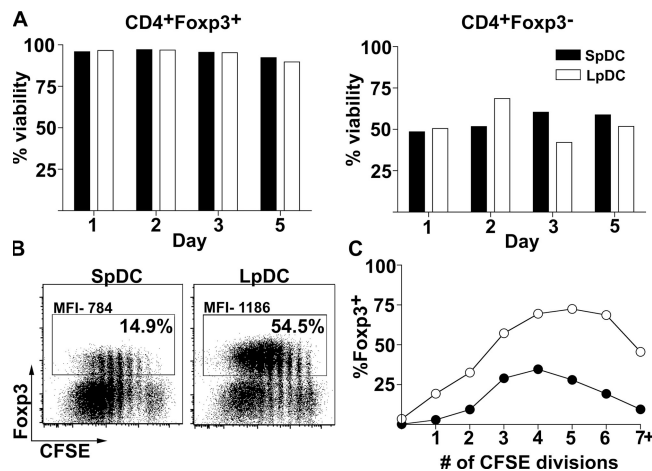 A
CD4+Foxp3+
CD4+Foxp3-
% viability
100
75
50
25
1 2 3 5
Day
% viability
100
75
50
25
1 2 3 5
Day
SpDC
LpDC
B
SpDC
LpDC
MFI- 784
14.9%
MFI- 1186
54.5%
Foxp3
CFSE
C
%Foxp3+
100
75
50
25
1 2 3 4 5 6 7+
# of CFSE divisions